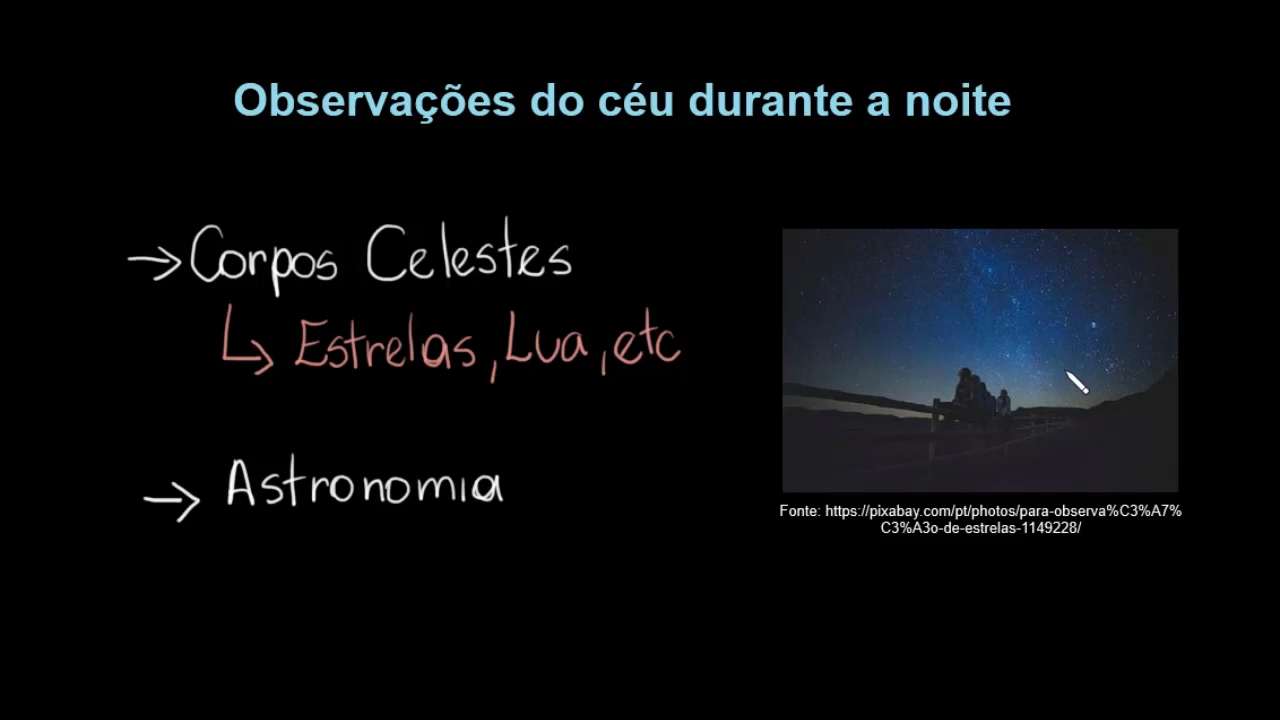 Observações do céu durante a noite
→Corpos Celestes
↳ Estrelas, Lua, etc
→ Astronomia
Fonte: https://pixabay.com/pt/photos/para-observa%C3%A7%
C3%A3o-de-estrelas-1149228/